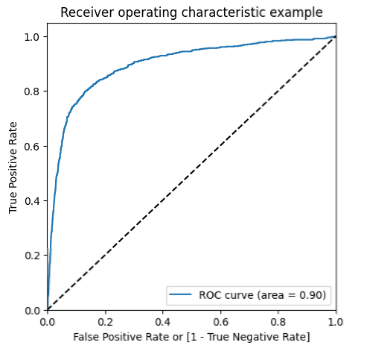 Receiver operating characteristic example
True Positive Rate
1.0
0.8
0.6
0.4
0.2
0.0
ROC curve (area = 0.90)
0.0 0.2 0.4 0.6 0.8 1.0
False Positive Rate or [1 - True Negative Rate]